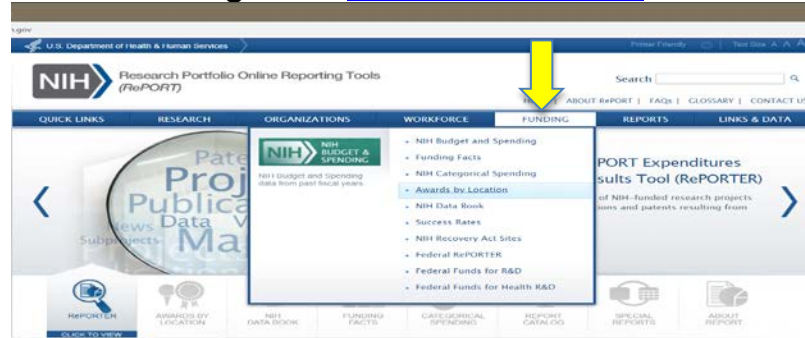 .gov
U.S. Department of Health & Human Services
Printer Friendly Text Size A A A
NIH Research Portfolio Online Reporting Tools
(RePORT)
Search
ABOUT RePORT | FAQs | GLOSSARY | CONTACT US
QUICK LINKS RESEARCH ORGANIZATIONS WORKFORCE FUNDING REPORTS LINKS & DATA
NIH NIH BUDGET & SPENDING
NIH Budget and Spending
data from past fiscal years.
• NIH Budget and Spending
• Funding Facts
• NIH Categorical Spending
• Awards by Location
• NIH Data Book
• Success Rates
• NIH Recovery Act Sites
• Federal RePORTER
• Federal Funds for R&D
• Federal Funds for Health R&D
Pate
Proj
Publica
News Data V
Subprojects Ma
PORT Expenditures
sults Tool (RePORTER)
of NIH-funded research projects
ions and patents resulting from
RePORTER
CLICK TO VIEW
AWARDS BY
LOCATION
NIH
DATA BOOK
FUNDING
FACTS
CATEGORICAL
SPENDING
REPORT
CATALOG
SPECIAL
REPORTS
ABOUT
REPORT